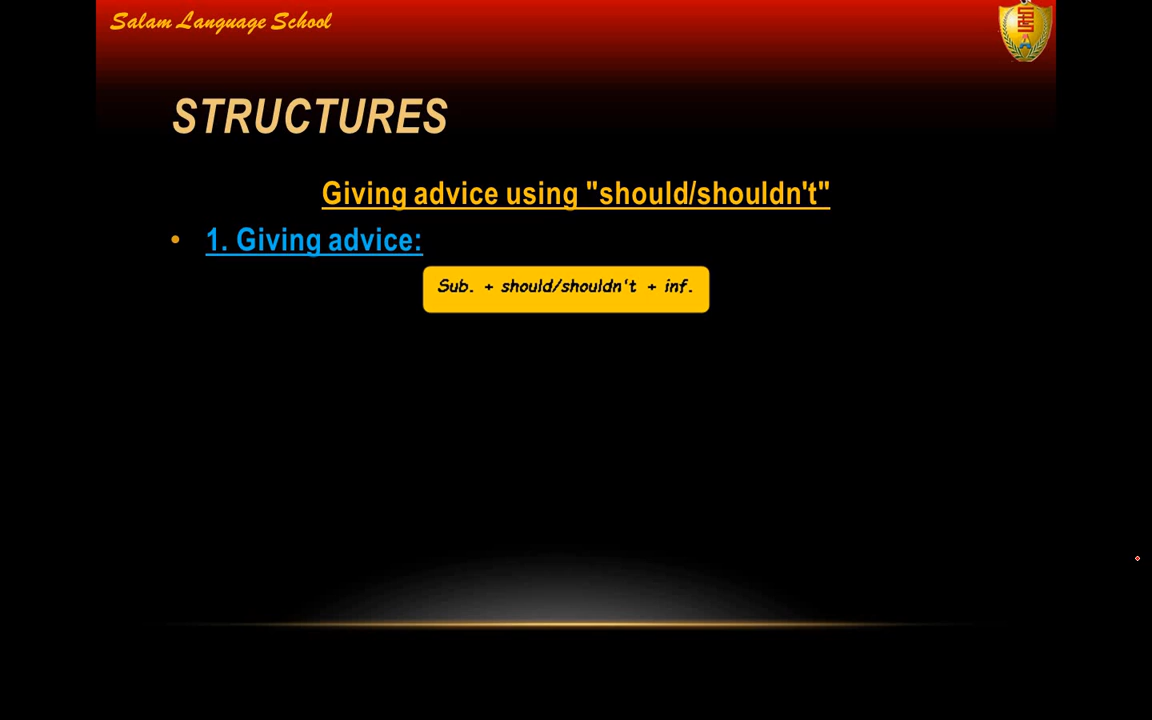 Salam Language School
STRUCTURES
Giving advice using "should/shouldn't"
• 1. Giving advice:
Sub. + should/shouldn't + inf.